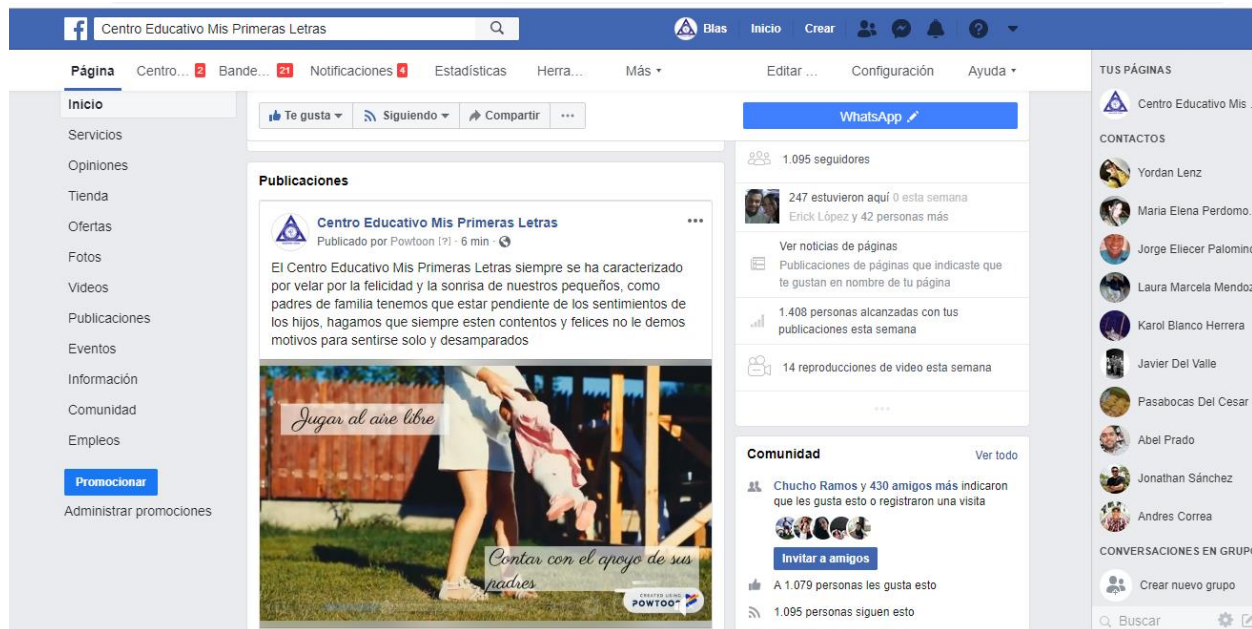 Centro Educativo Mis Primeras Letras
Blas
Inicio
Crear
Página
Centro... 2
Bande... 21
Notificaciones 4
Estadísticas
Herra...
Más
Editar ...
Configuración
Ayuda
Inicio
Servicios
Opiniones
Tienda
Ofertas
Fotos
Videos
Publicaciones
Eventos
Información
Comunidad
Empleos
Promocionar
Administrar promociones
Te gusta
Siguiendo
Compartir
...
Publicaciones
Centro Educativo Mis Primeras Letras
Publicado por Powtoon [?] · 6 min ·
El Centro Educativo Mis Primeras Letras siempre se ha caracterizado
por velar por la felicidad y la sonrisa de nuestros pequeños, como
padres de familia tenemos que estar pendiente de los sentimientos de
los hijos, hagamos que siempre esten contentos y felices no le demos
motivos para sentirse solo y desamparados
Jugar al aire libre
Contar con el apoyo de sus
padres
CREATED USING
POWTOON
WhatsApp
1.095 seguidores
247 estuvieron aquí 0 esta semana
Erick López y 42 personas más
Ver noticias de páginas
Publicaciones de páginas que indicaste que
te gustan en nombre de tu página
1.408 personas alcanzadas con tus
publicaciones esta semana
14 reproducciones de video esta semana
...
Comunidad
Ver todo
Chucho Ramos y 430 amigos más indicaron
que les gusta esto o registraron una visita
Invitar a amigos
A 1.079 personas les gusta esto
1.095 personas siguen esto
TUS PÁGINAS
Centro Educativo Mis
CONTACTOS
Yordan Lenz
Maria Elena Perdomo.
Jorge Eliecer Palomino
Laura Marcela Mendoz
Karol Blanco Herrera
Javier Del Valle
Pasabocas Del Cesar
Abel Prado
Jonathan Sánchez
Andres Correa
CONVERSACIONES EN GRUPO
Crear nuevo grupo
Buscar